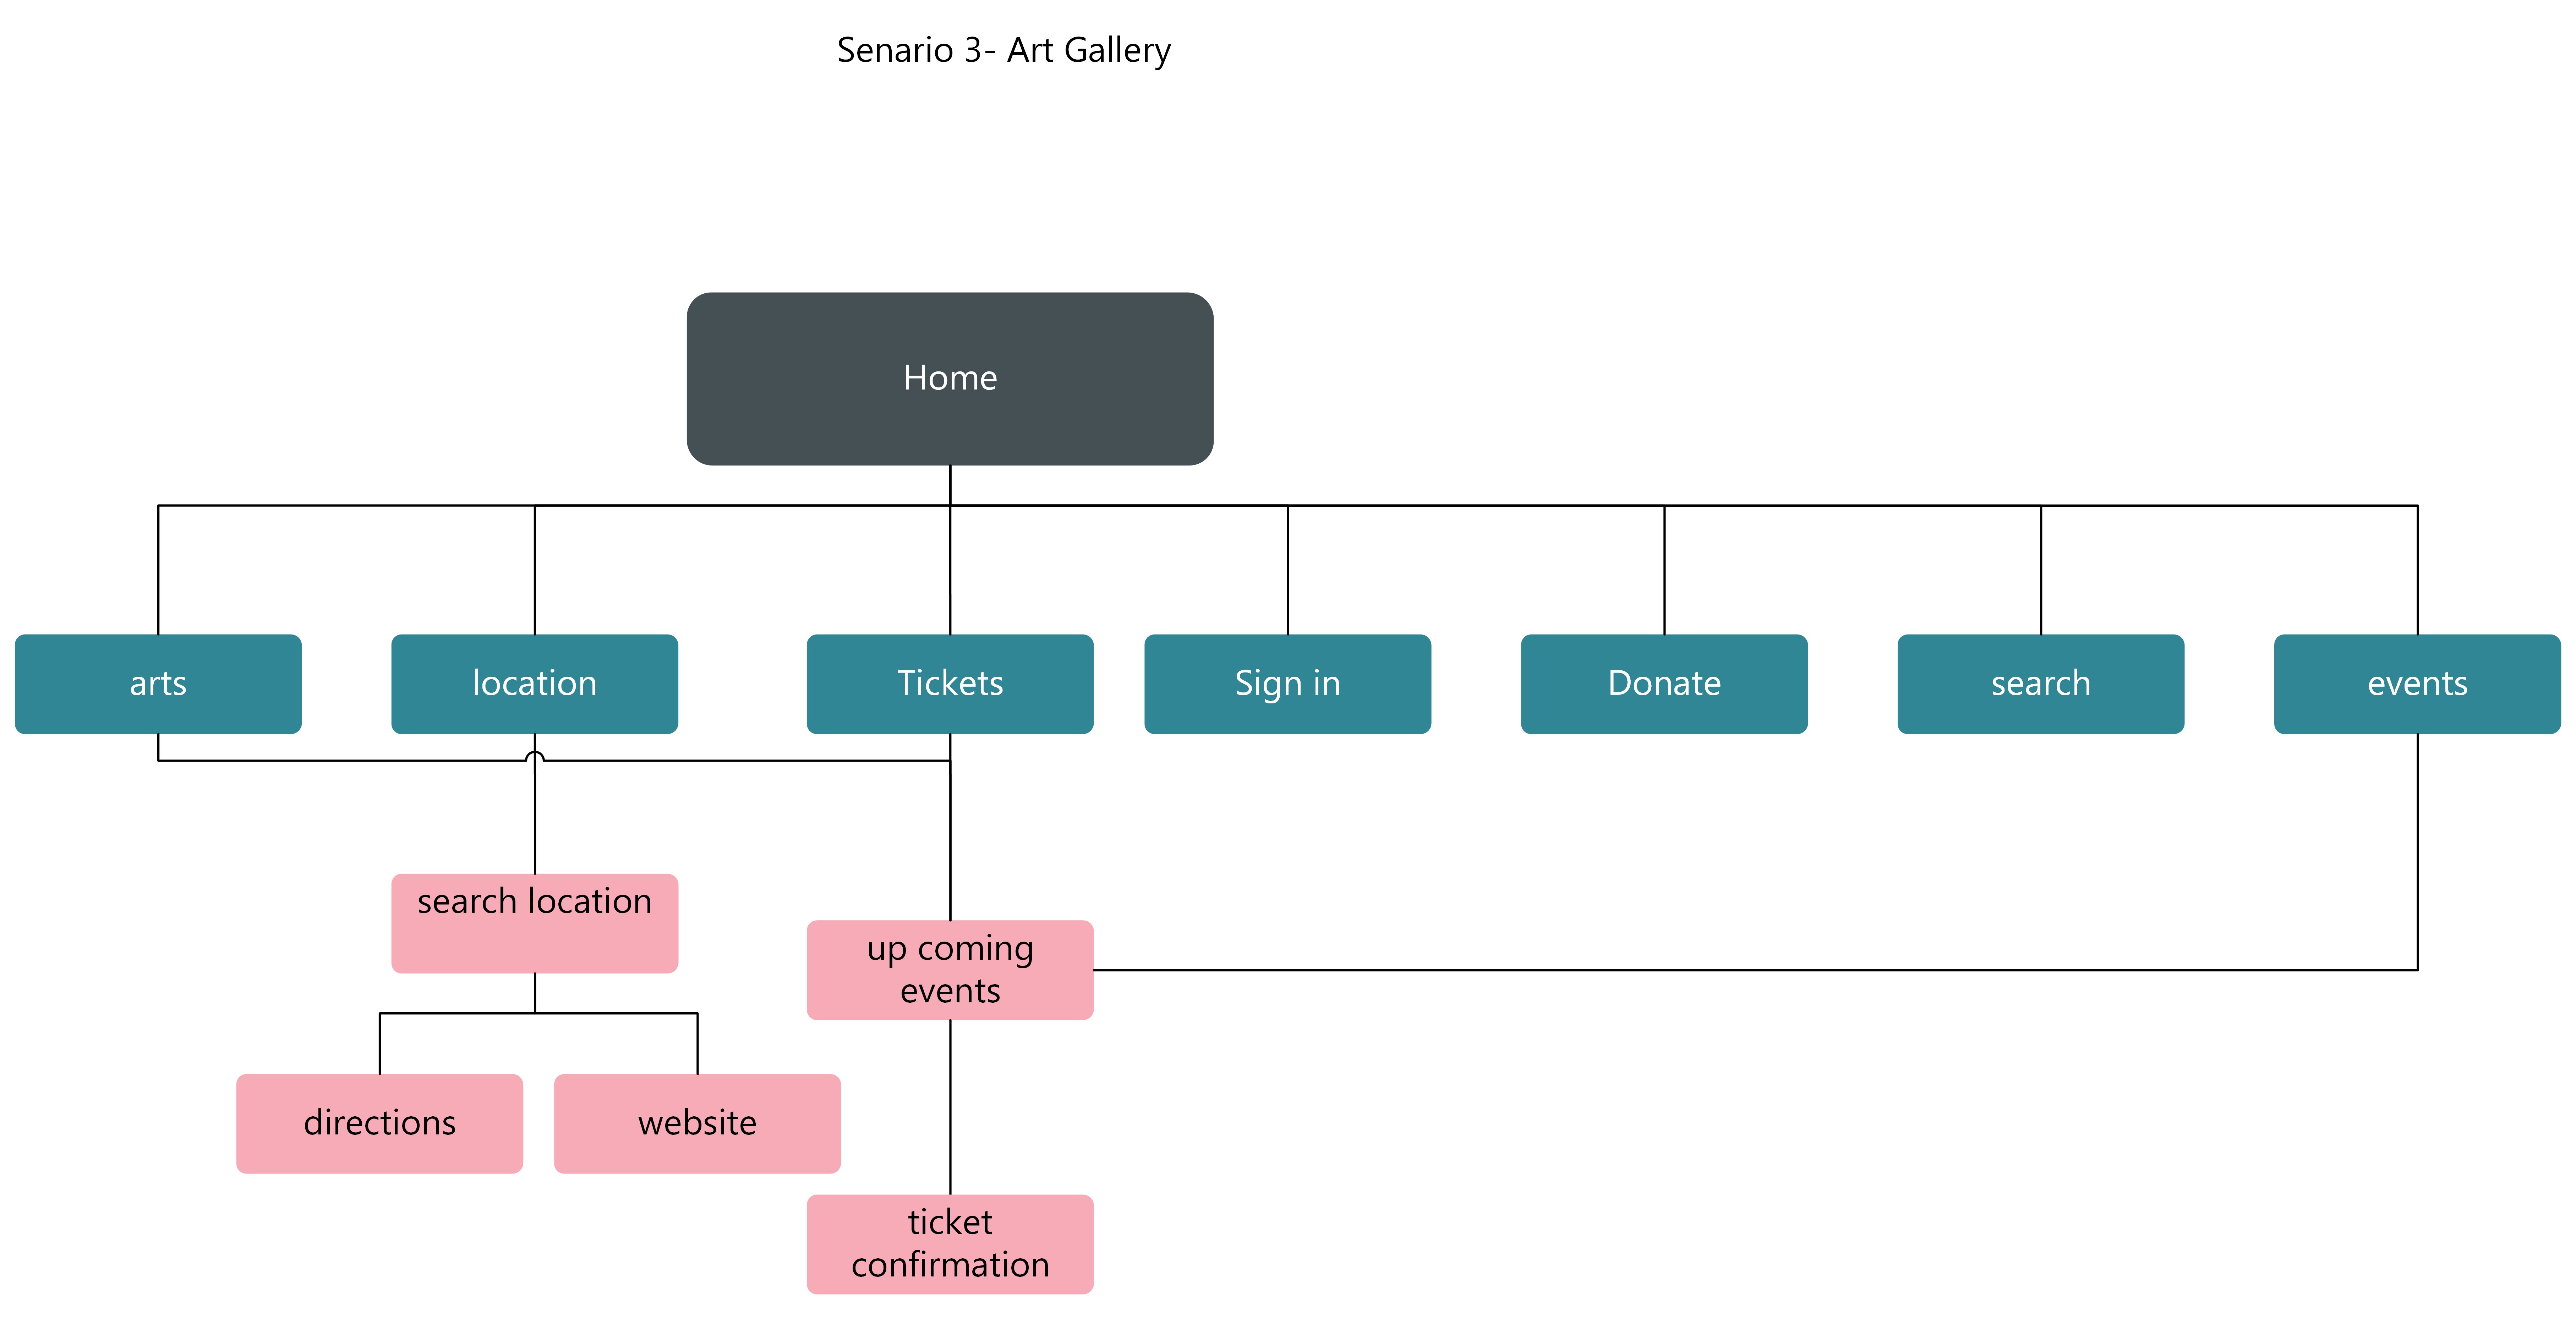 Senario 3- Art Gallery
Home
arts
location
Tickets
Sign in
Donate
search
events
search location
up coming
events
directions
website
ticket
confirmation